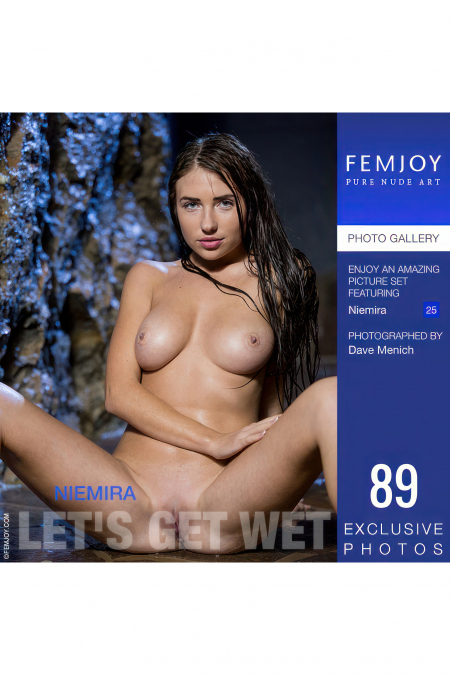 FEMJOY
PURE NUDE ART
PHOTO GALLERY
ENJOY AN AMAZING
PICTURE SET
FEATURING
Niemira 25
PHOTOGRAPHED BY
Dave Menich
89
EXCLUSIVE
PHOTOS
NIEMIRA
LET'S GET WET
©FEMJOY.COM